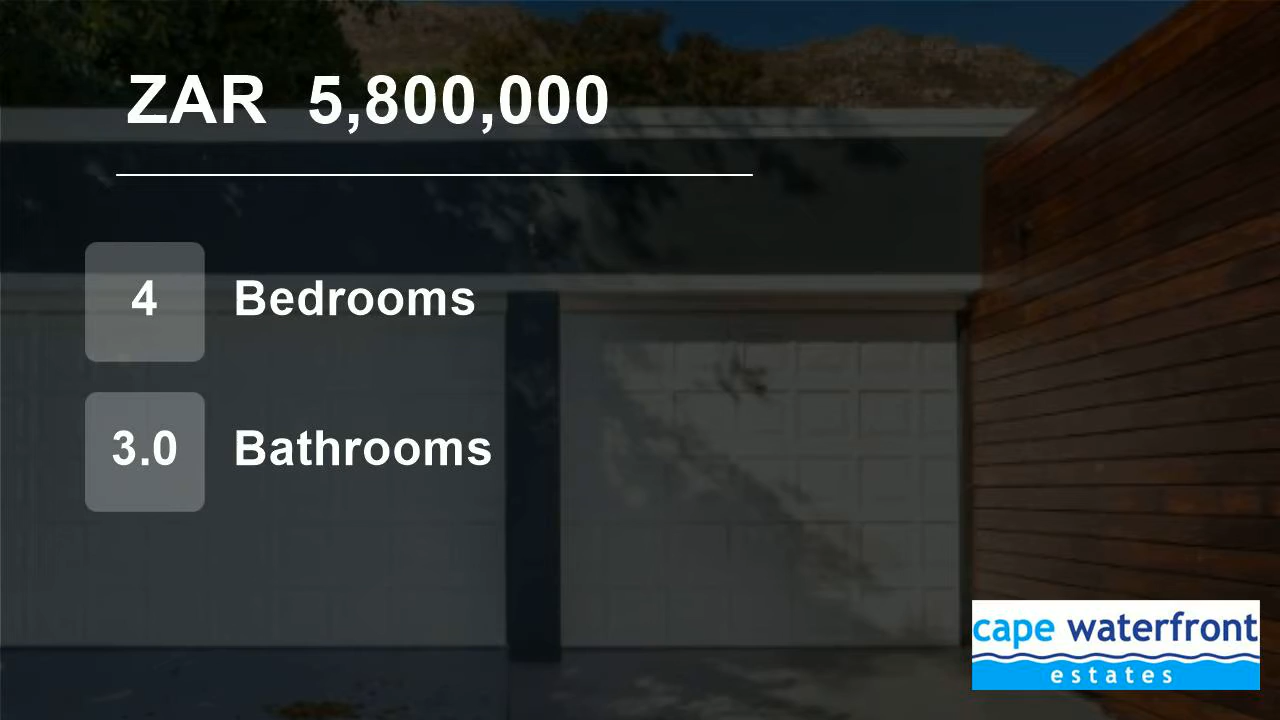 ZAR 5,800,000
4 Bedrooms
3.0 Bathrooms
cape waterfront
estates